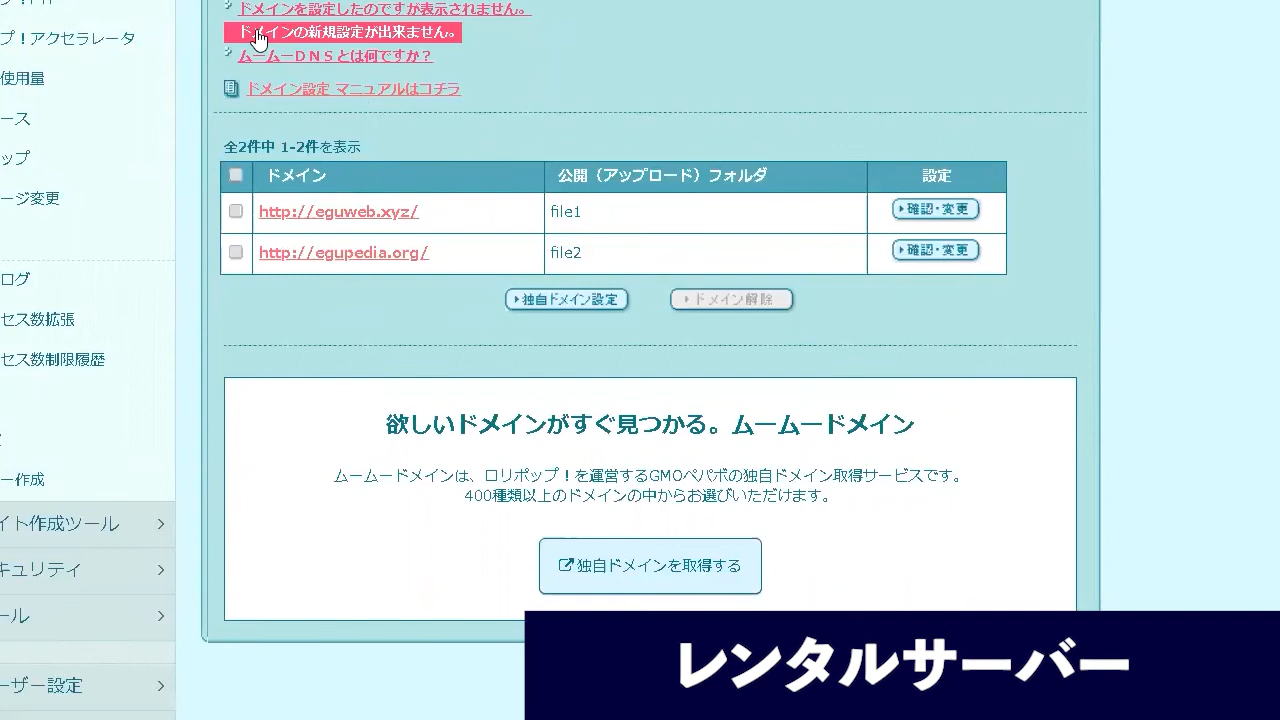 ドメインを設定したのですが表示されません。
ドメインの新規設定が出来ません。
ムームーＤＮＳとは何ですか？
ドメイン設定 マニュアルはコチラ
プ！アクセラレータ
使用量
ース
ップ
ージ変更
ログ
セス数拡張
セス数制限履歴
ー作成
イト作成ツール
キュリティ
ール
ーザー設定
全2件中 1-2件を表示
ドメイン 公開（アップロード）フォルダ 設定
http://eguweb.xyz/ file1 確認・変更
http://egupedia.org/ file2 確認・変更
独自ドメイン設定 ドメイン解除
欲しいドメインがすぐ見つかる。ムームードメイン
ムームードメインは、ロリポップ！を運営するGMOペパボの独自ドメイン取得サービスです。
400種類以上のドメインの中からお選びいただけます。
独自ドメインを取得する
レンタルサーバー